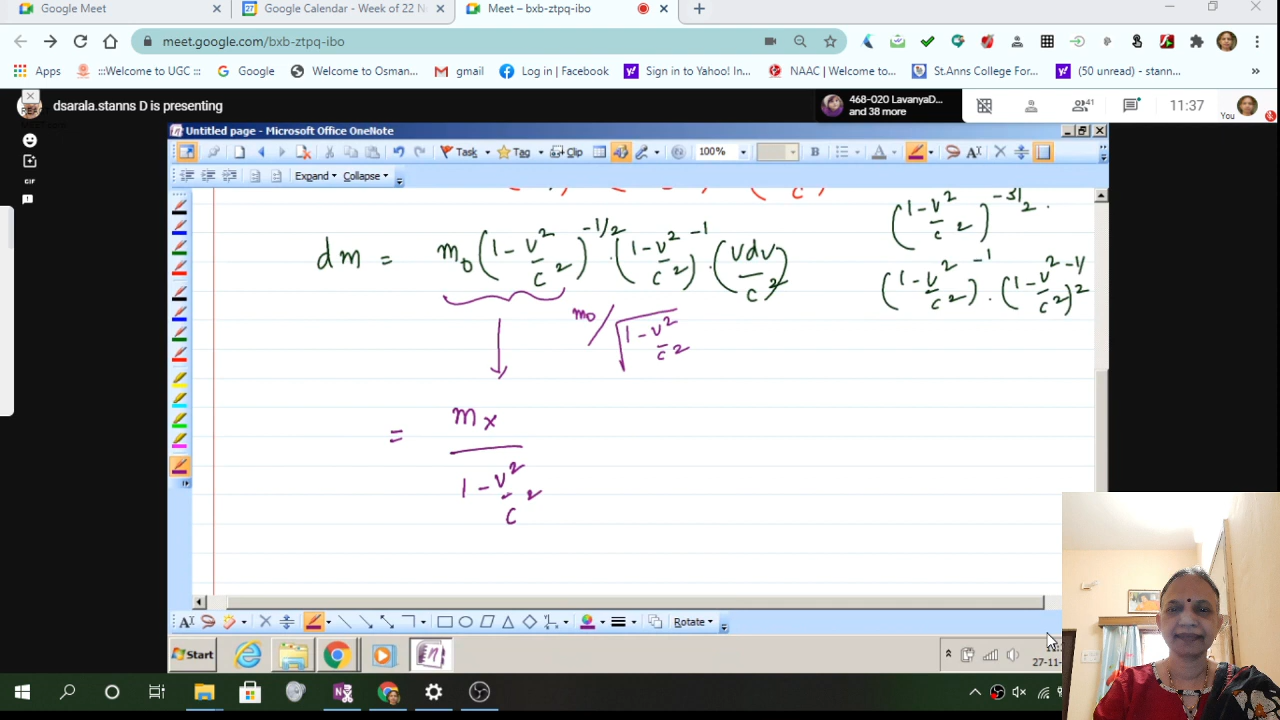 Google Meet
Google Calendar - Week of 22 N
Meet – bxb-ztpq-ibo
meet.google.com/bxb-ztpq-ibo
Apps
:::Welcome to UGC :::
Google
Welcome to Osman...
gmail
Log in | Facebook
Sign in to Yahoo! In...
NAAC | Welcome to...
St.Anns College For...
(50 unread) - stann...
dsarala.stanns D is presenting
468-020 LavanyaD...
and 38 more
41
11:37
You
GIF
Untitled page - Microsoft Office OneNote
Task
Tag
Clip
100%
Expand
Collapse
(1-v²/c²)^-3/2.
dm = m₀(1-v²/c²)^-1/2 . (1-v²/c²)^-1 . (vdv/c²)
(1-v²/c²)^-1 . (1-v²/c²)^-1/2
m₀/√1-v²/c²
= m x
1-v²/c²
Rotate
Start
27-11-